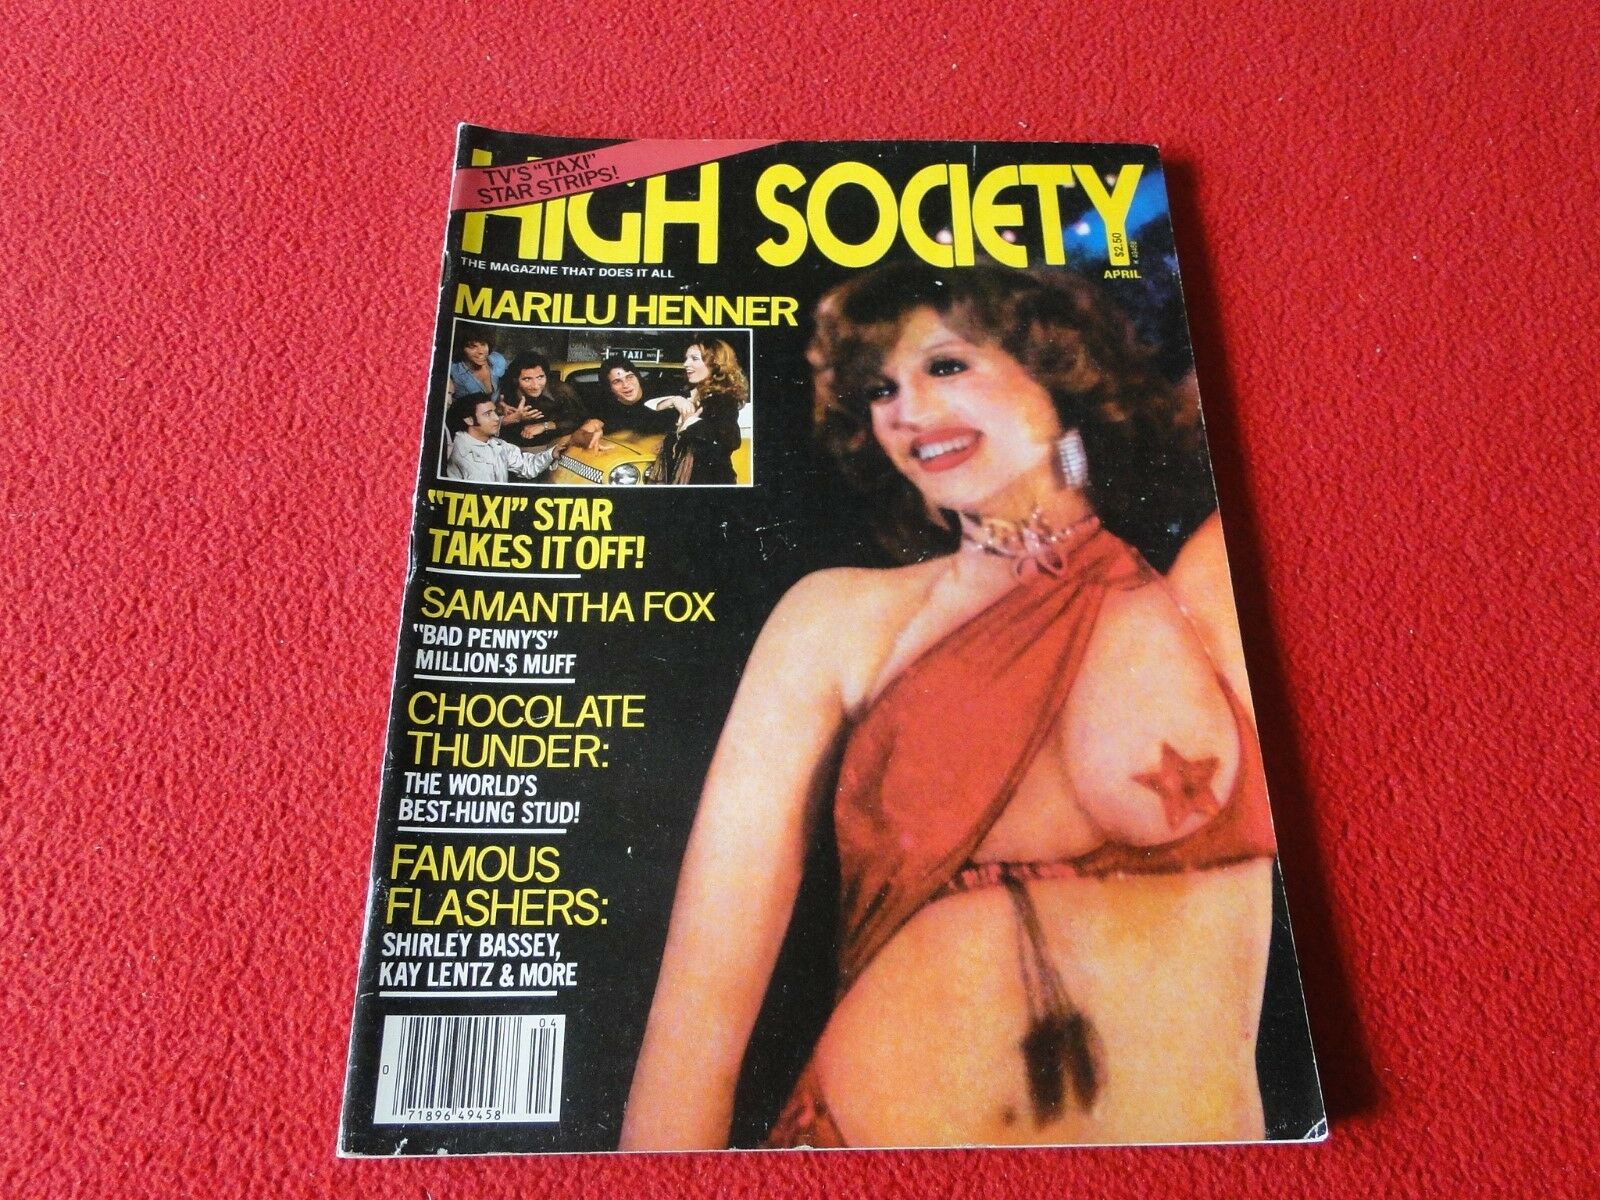 TV'S "TAXI"
STAR STRIPS!
HIGH SOCIETY
THE MAGAZINE THAT DOES IT ALL
$2.50
K 49458
APRIL
MARILU HENNER
TAXI
"TAXI" STAR
TAKES IT OFF!
SAMANTHA FOX
"BAD PENNY'S"
MILLION-$ MUFF
CHOCOLATE
THUNDER:
THE WORLD'S
BEST-HUNG STUD!
FAMOUS
FLASHERS:
SHIRLEY BASSEY,
KAY LENTZ & MORE
04
0
71896 49458